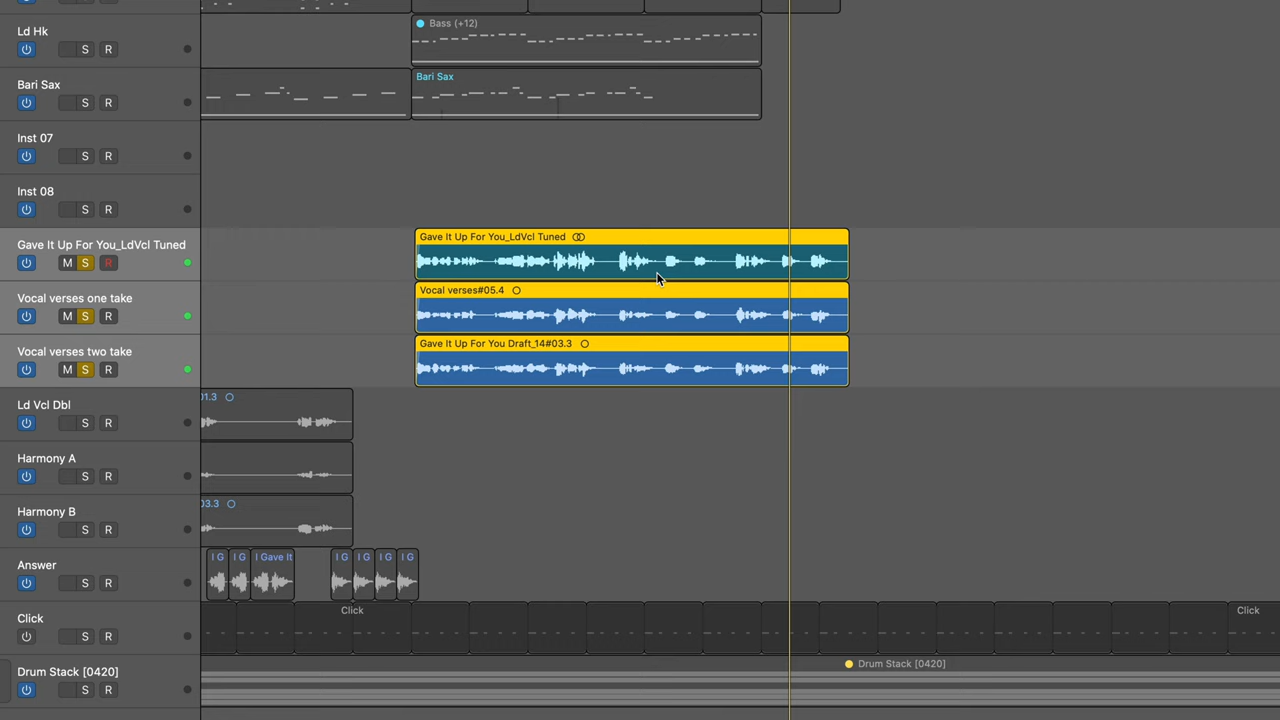 Ld Hk
S R
Bass (+12)
Bari Sax
S R
Bari Sax
Inst 07
S R
Inst 08
S R
Gave It Up For You_LdVcl Tuned
M S R
Gave It Up For You_LdVcl Tuned
Vocal verses one take
M S R
Vocal verses#05.4
Vocal verses two take
M S R
Gave It Up For You Draft_14#03.3
Ld Vcl Dbl
S R
01.3
Harmony A
S R
Harmony B
S R
03.3
Answer
S R
I G I G I Gave It I G I G I G I G
Click
S R
Click Click
Drum Stack [0420]
S R
Drum Stack [0420]